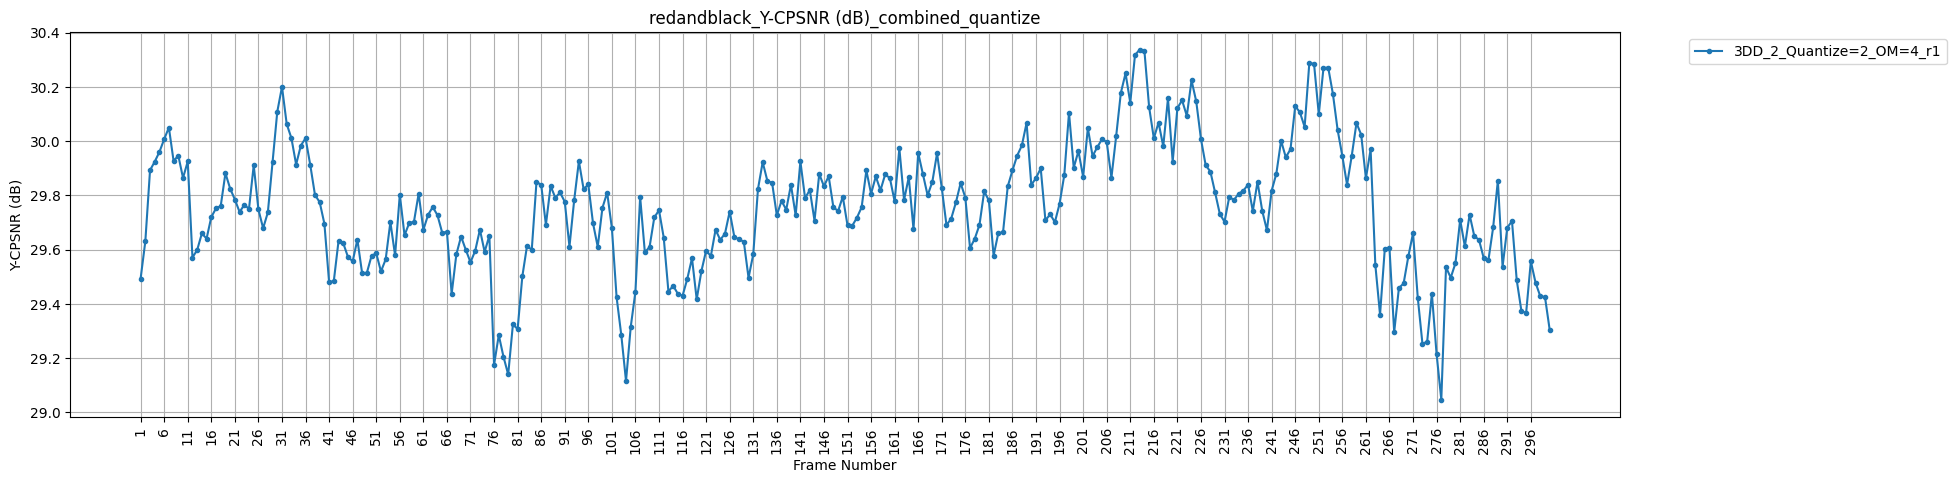 redandblack_Y-CPSNR (dB)_combined_quantize
3DD_2_Quantize=2_OM=4_r1
Y-CPSNR (dB)
30.4
30.2
30.0
29.8
29.6
29.4
29.2
29.0
1 6 11 16 21 26 31 36 41 46 51 56 61 66 71 76 81 86 91 96 101 106 111 116 121 126 131 136 141 146 151 156 161 166 171 176 181 186 191 196 201 206 211 216 221 226 231 236 241 246 251 256 261 266 271 276 281 286 291 296
Frame Number